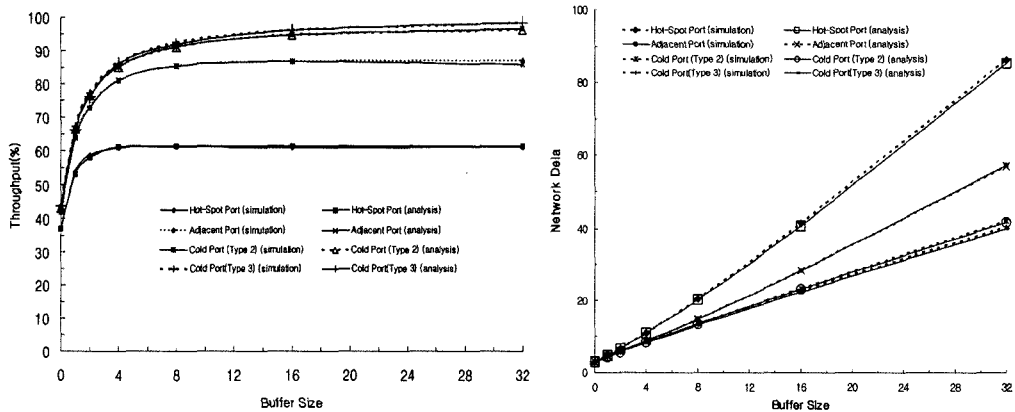 100
90
80
70
60
50
40
30
20
10
0
Throughput(%)
Hot-Spot Port (simulation)
Hot-Spot Port (analysis)
Adjacent Port (simulation)
Adjacent Port (analysis)
Cold Port (Type 2) (simulation)
Cold Port (Type 2) (analysis)
Cold Port(Type 3) (simulation)
Cold Port(Type 3) (analysis)
0 4 8 12 16 20 24 28 32
Buffer Size
100
80
60
40
20
0
Network Dela
Hot-Spot Port (simulation)
Hot-Spot Port (analysis)
Adjacent Port (simulation)
Adjacent Port (analysis)
Cold Port (Type 2) (simulation)
Cold Port (Type 2) (analysis)
Cold Port (Type 3) (simulation)
Cold Port(Type 3) (analysis)
0 4 8 12 16 20 24 28 32
Buffer Size